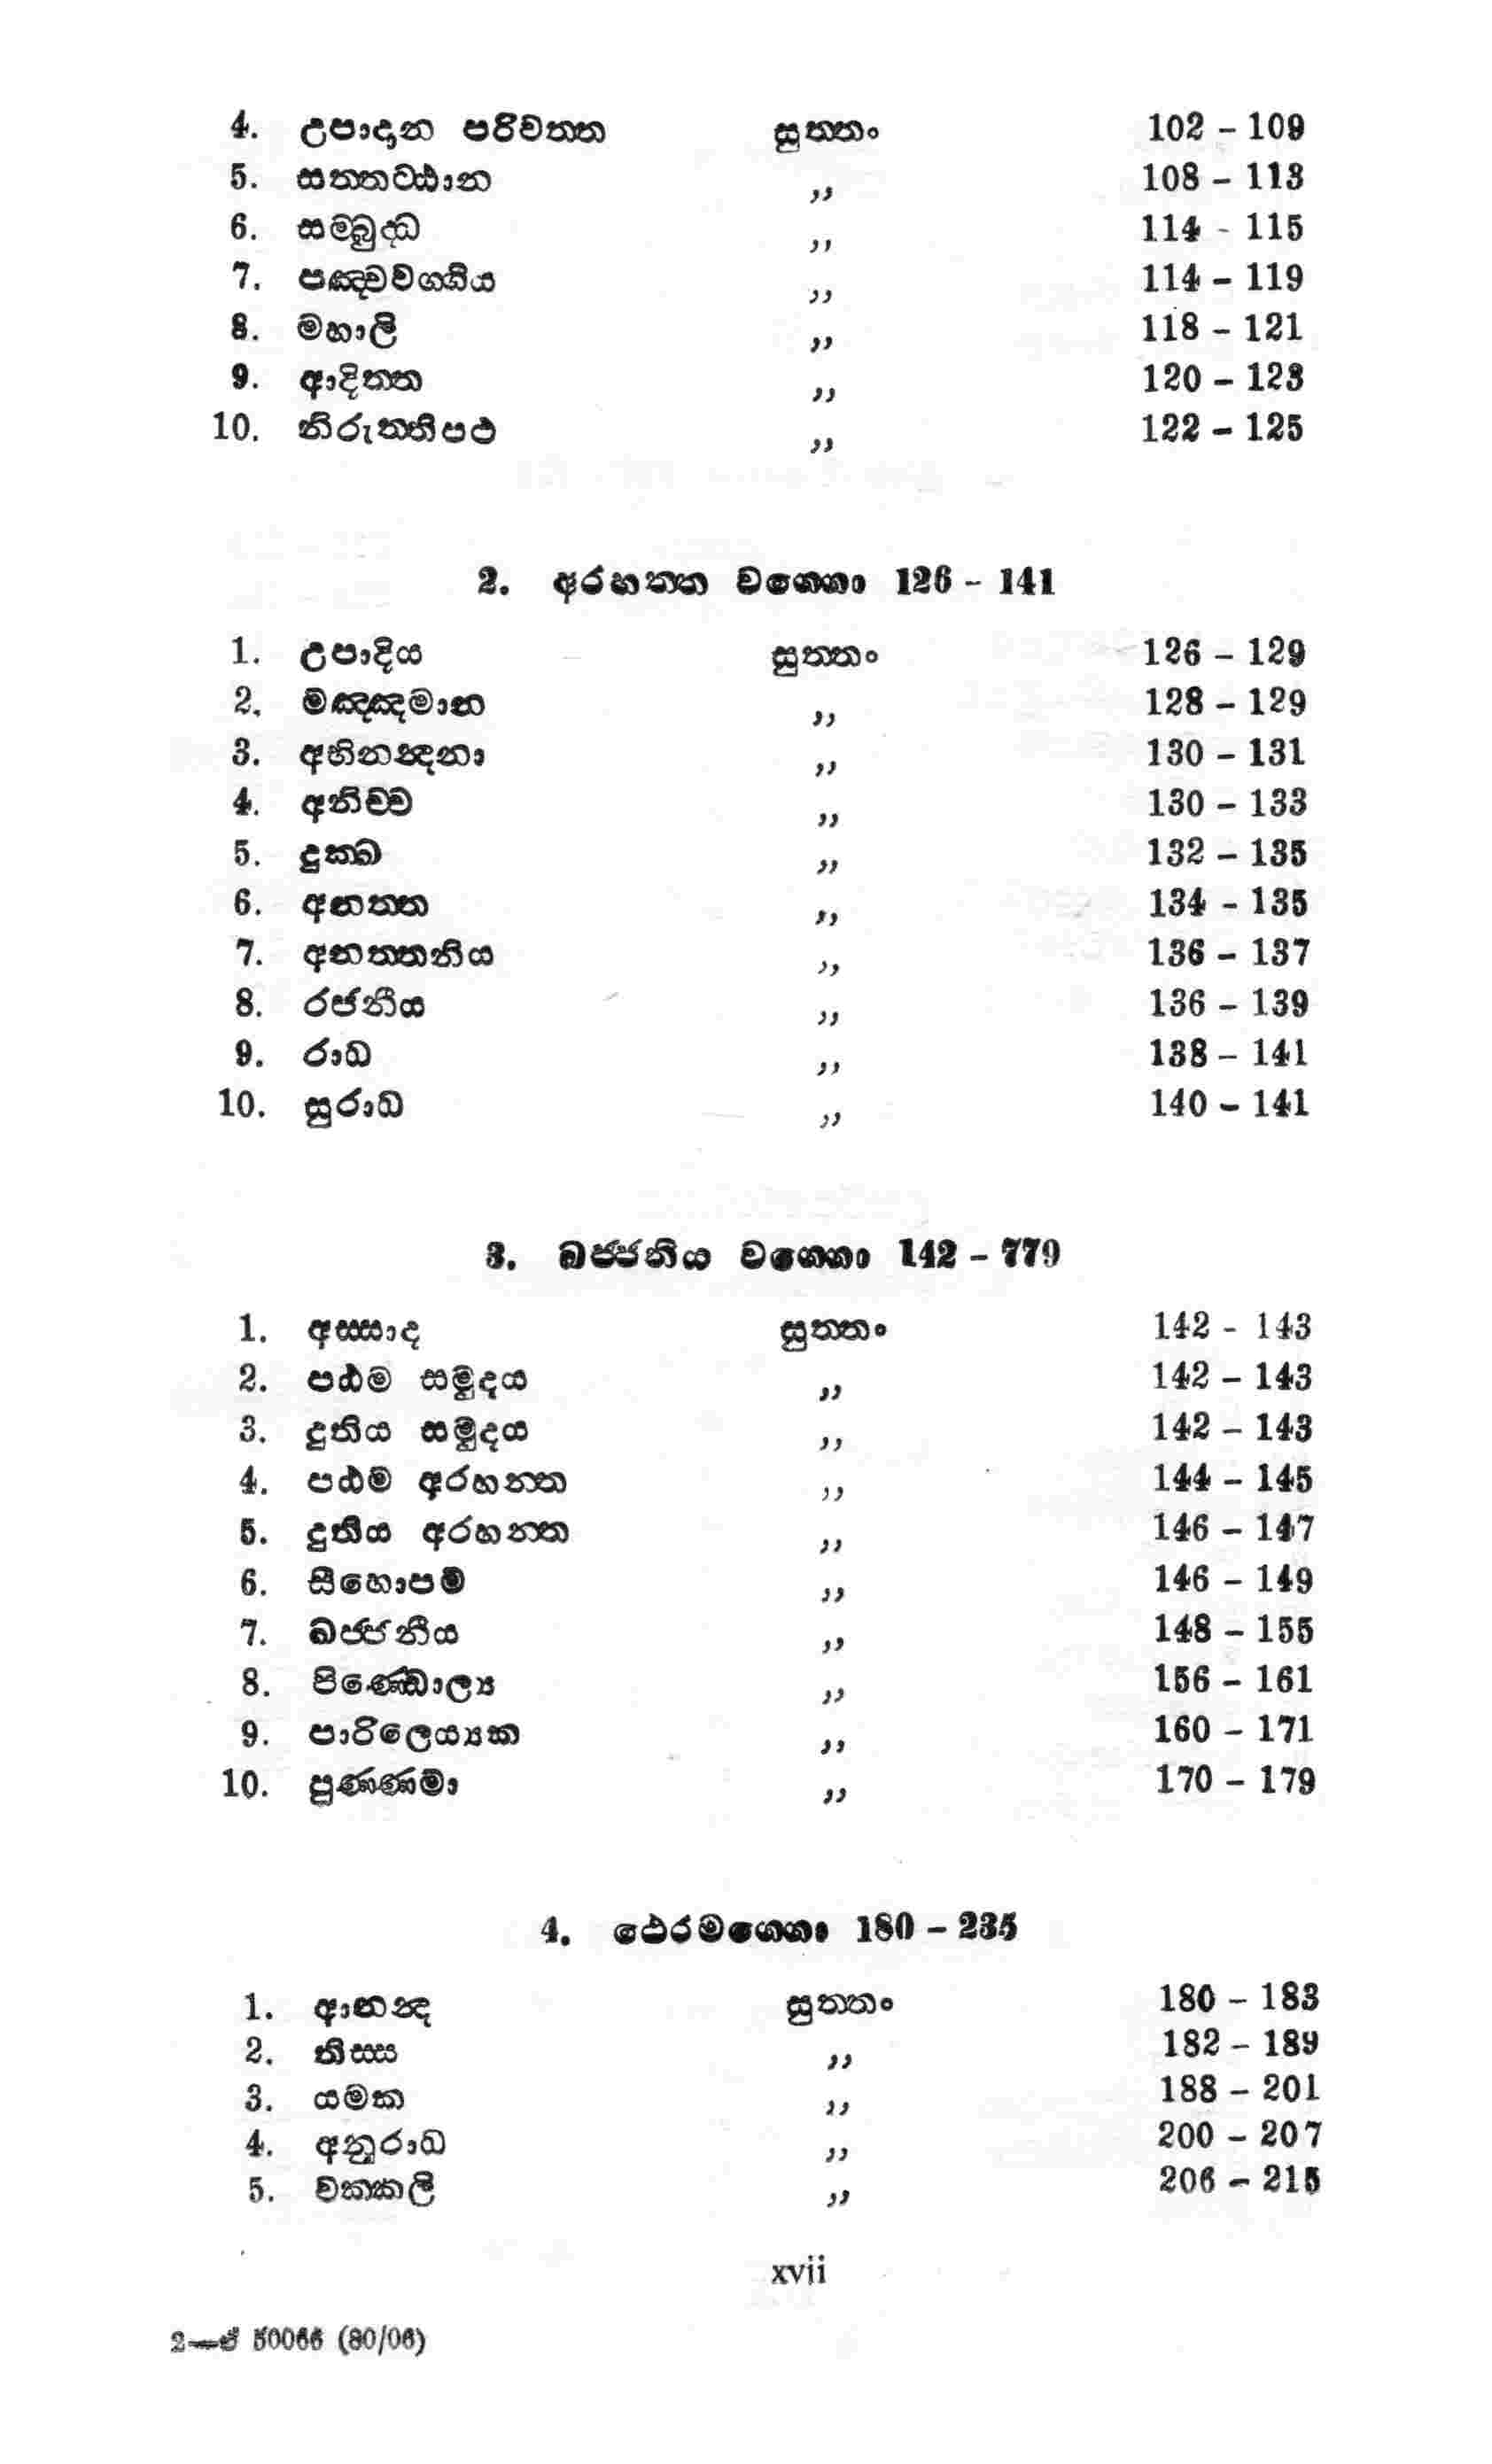 4. උපාදාන පරිවත්ත සුත්තං 102 - 109
5. සත්තට්ඨාන ,, 108 - 113
6. සම්බුද්ධ ,, 114 - 115
7. පඤ්චවග්ගිය ,, 114 - 119
8. මහාලි ,, 118 - 121
9. ආදිත්ත ,, 120 - 123
10. නිරුත්තිපථ ,, 122 - 125
2. අරහත්ත වග්ගො 126 - 141
1. උපාදිය සුත්තං 126 - 129
2. මඤ්ඤමාන ,, 128 - 129
3. අභිනන්දනා ,, 130 - 131
4. අනිච්ච ,, 130 - 133
5. දුක්ඛ ,, 132 - 135
6. අනත්ත ,, 134 - 135
7. අනත්තනිය ,, 136 - 137
8. රජනීය ,, 136 - 139
9. රාධ ,, 138 - 141
10. සුරාධ ,, 140 - 141
3. ඛජ්ජනිය වග්ගො 142 - 779
1. අස්සාද සුත්තං 142 - 143
2. පඨම සමුදය ,, 142 - 143
3. දුතිය සමුදය ,, 142 - 143
4. පඨම අරහන්ත ,, 144 - 145
5. දුතිය අරහන්ත ,, 146 - 147
6. සීහොපම ,, 146 - 149
7. ඛජ්ජනීය ,, 148 - 155
8. පිණ්ඩොල්‍ය ,, 156 - 161
9. පාරිලෙය්‍යක ,, 160 - 171
10. පුණ්ණමා ,, 170 - 179
4. ථෙරවග්ගො 180 - 235
1. ආනන්ද සුත්තං 180 - 183
2. තිස්ස ,, 182 - 189
3. යමක ,, 188 - 201
4. අනුරාධ ,, 200 - 207
5. වක්කලි ,, 206 - 215
xvii
2—ඒ 50066 (80/06)